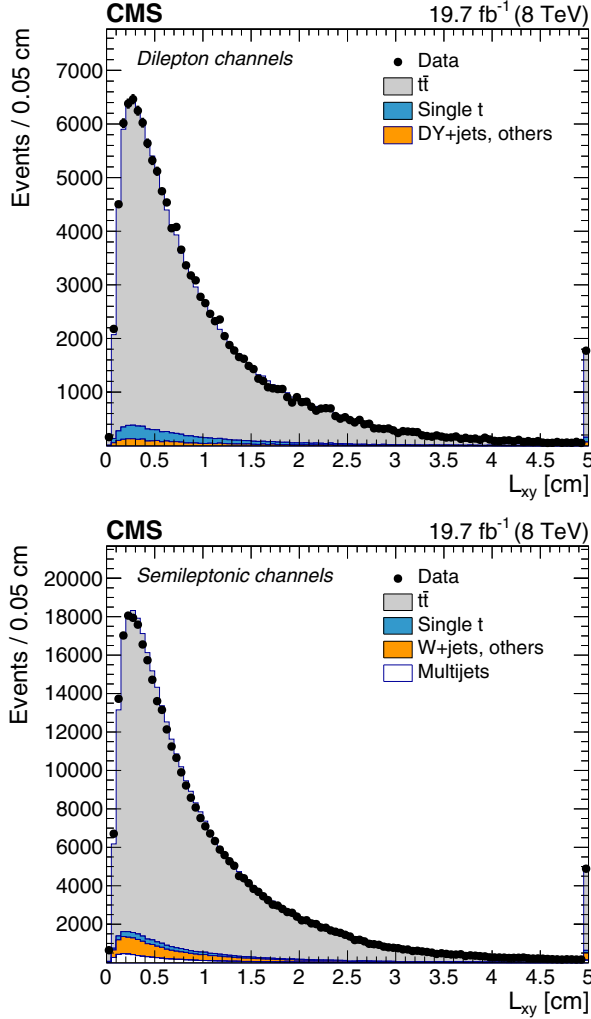 CMS 19.7 fb⁻¹ (8 TeV)
Events / 0.05 cm
Dilepton channels
Data
tt̄
Single t
DY+jets, others
7000
6000
5000
4000
3000
2000
1000
0 0.5 1 1.5 2 2.5 3 3.5 4 4.5 5
L_xy [cm]
CMS 19.7 fb⁻¹ (8 TeV)
Events / 0.05 cm
Semileptonic channels
Data
tt̄
Single t
W+jets, others
Multijets
20000
18000
16000
14000
12000
10000
8000
6000
4000
2000
0 0.5 1 1.5 2 2.5 3 3.5 4 4.5 5
L_xy [cm]